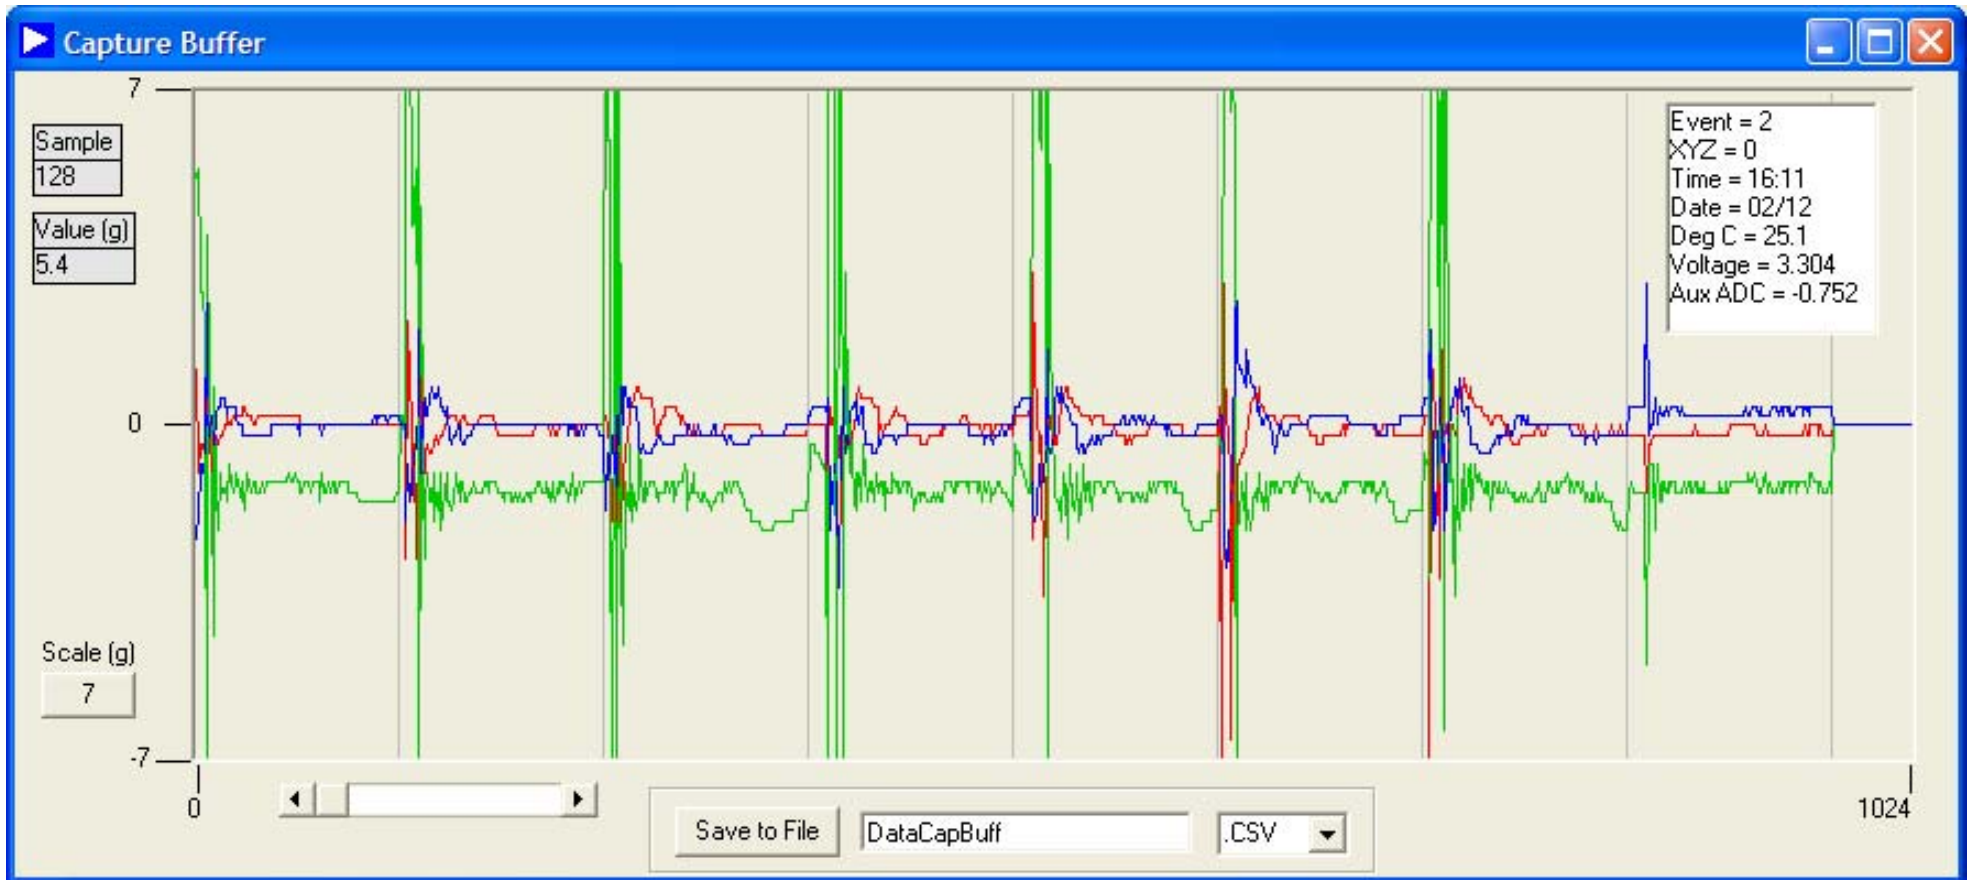 Capture Buffer
7
Sample
128
Value (g)
5.4
0
Scale (g)
7
-7
Event = 2
XYZ = 0
Time = 16:11
Date = 02/12
Deg C = 25.1
Voltage = 3.304
Aux ADC = -0.752
0
1024
Save to File
DataCapBuff
.CSV